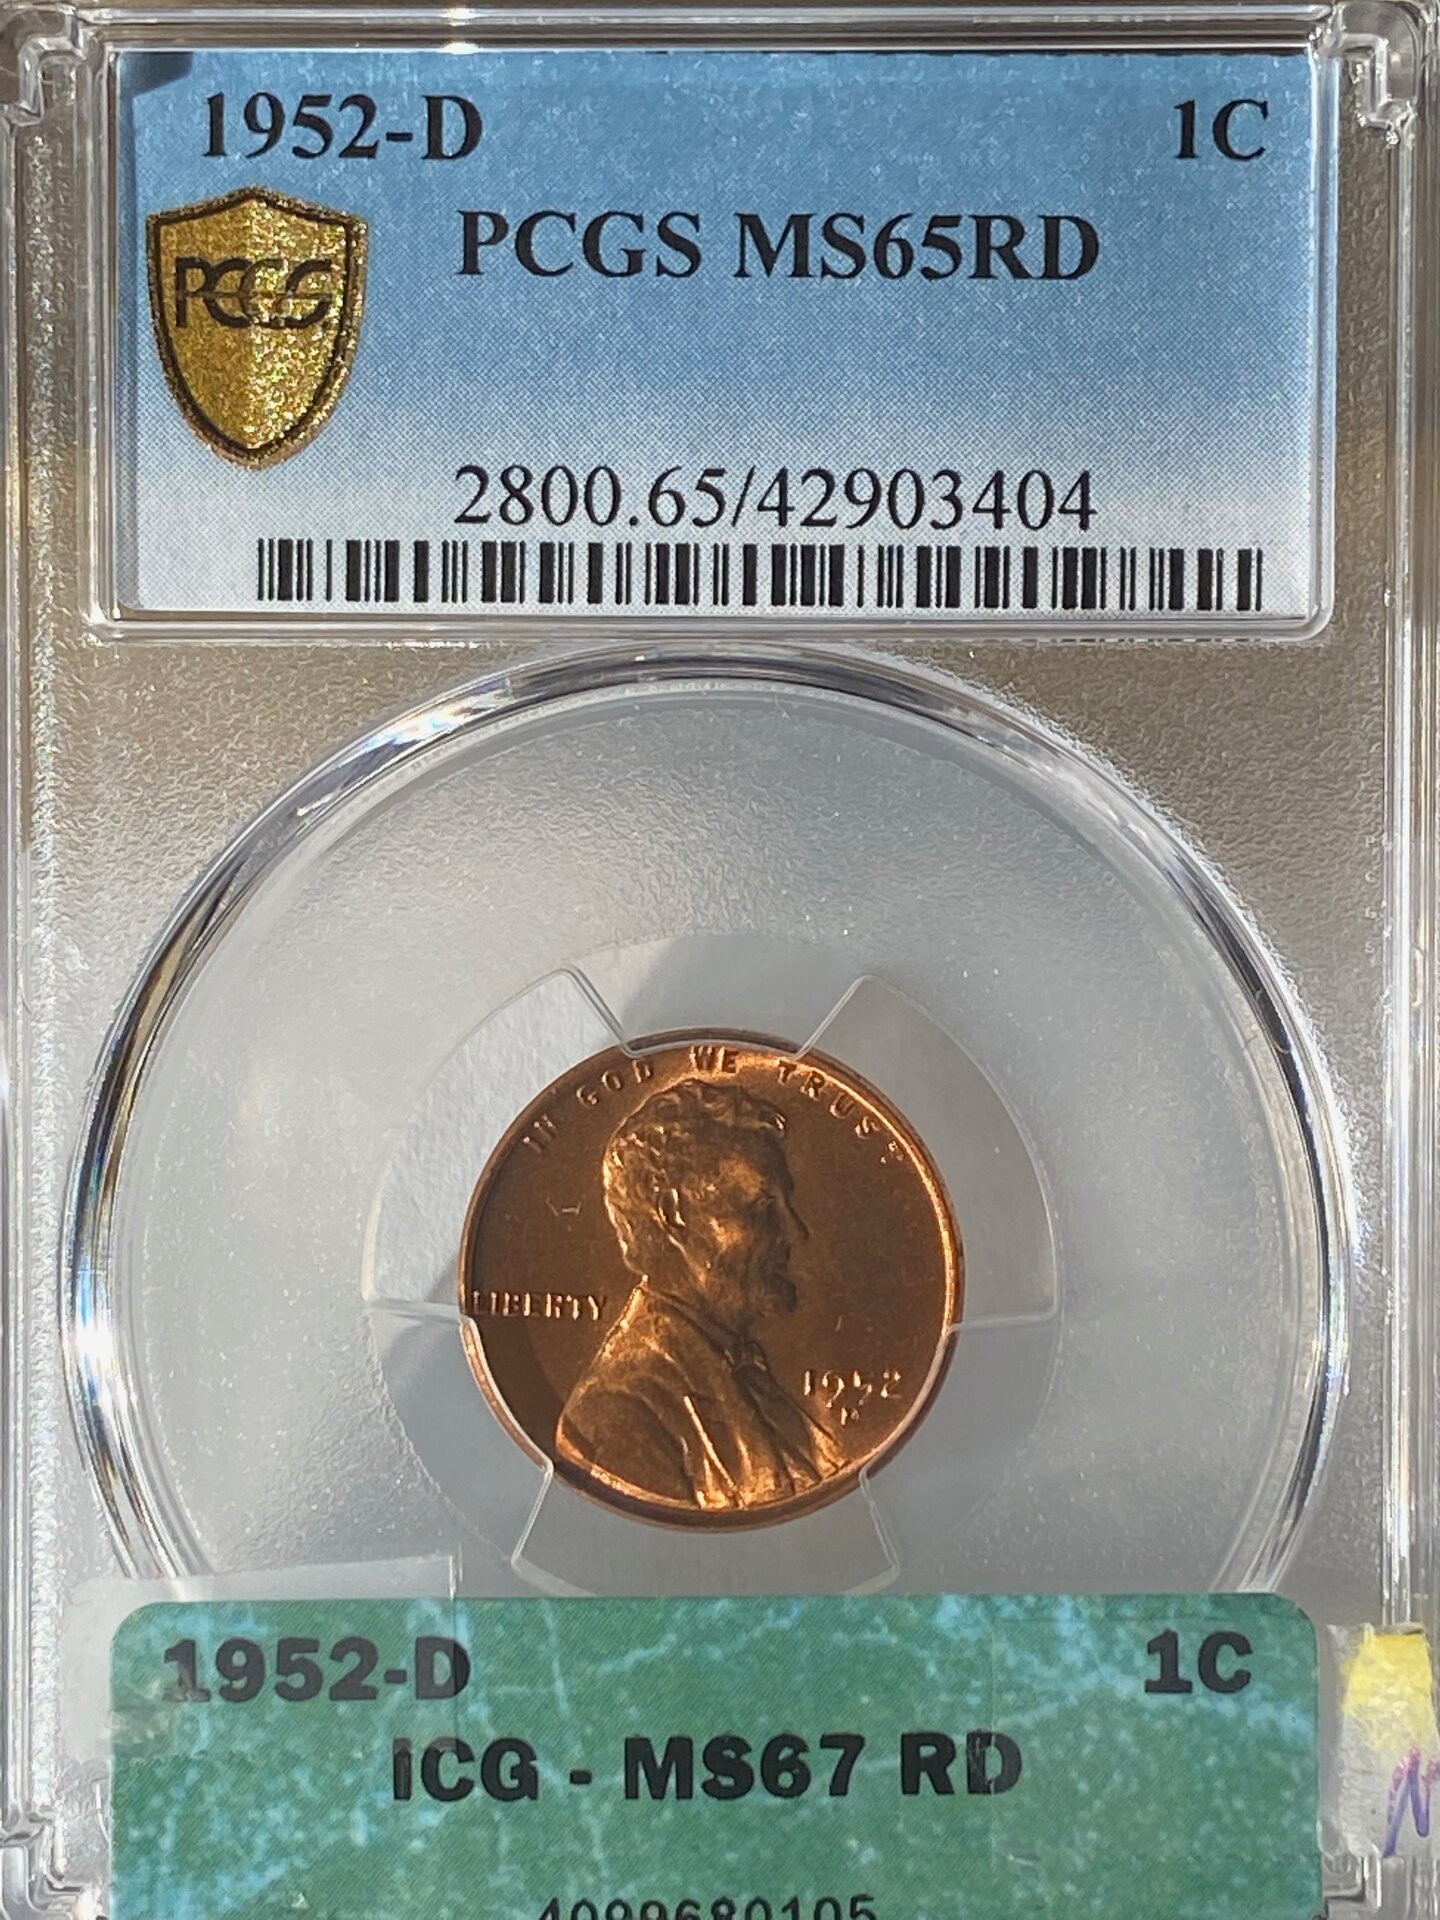 1952-D 1C
PCGS MS65RD
PCGS
2800.65/42903404
IN GOD WE TRUST
LIBERTY
1952
D
1952-D 1C
ICG - MS67 RD
4099680105